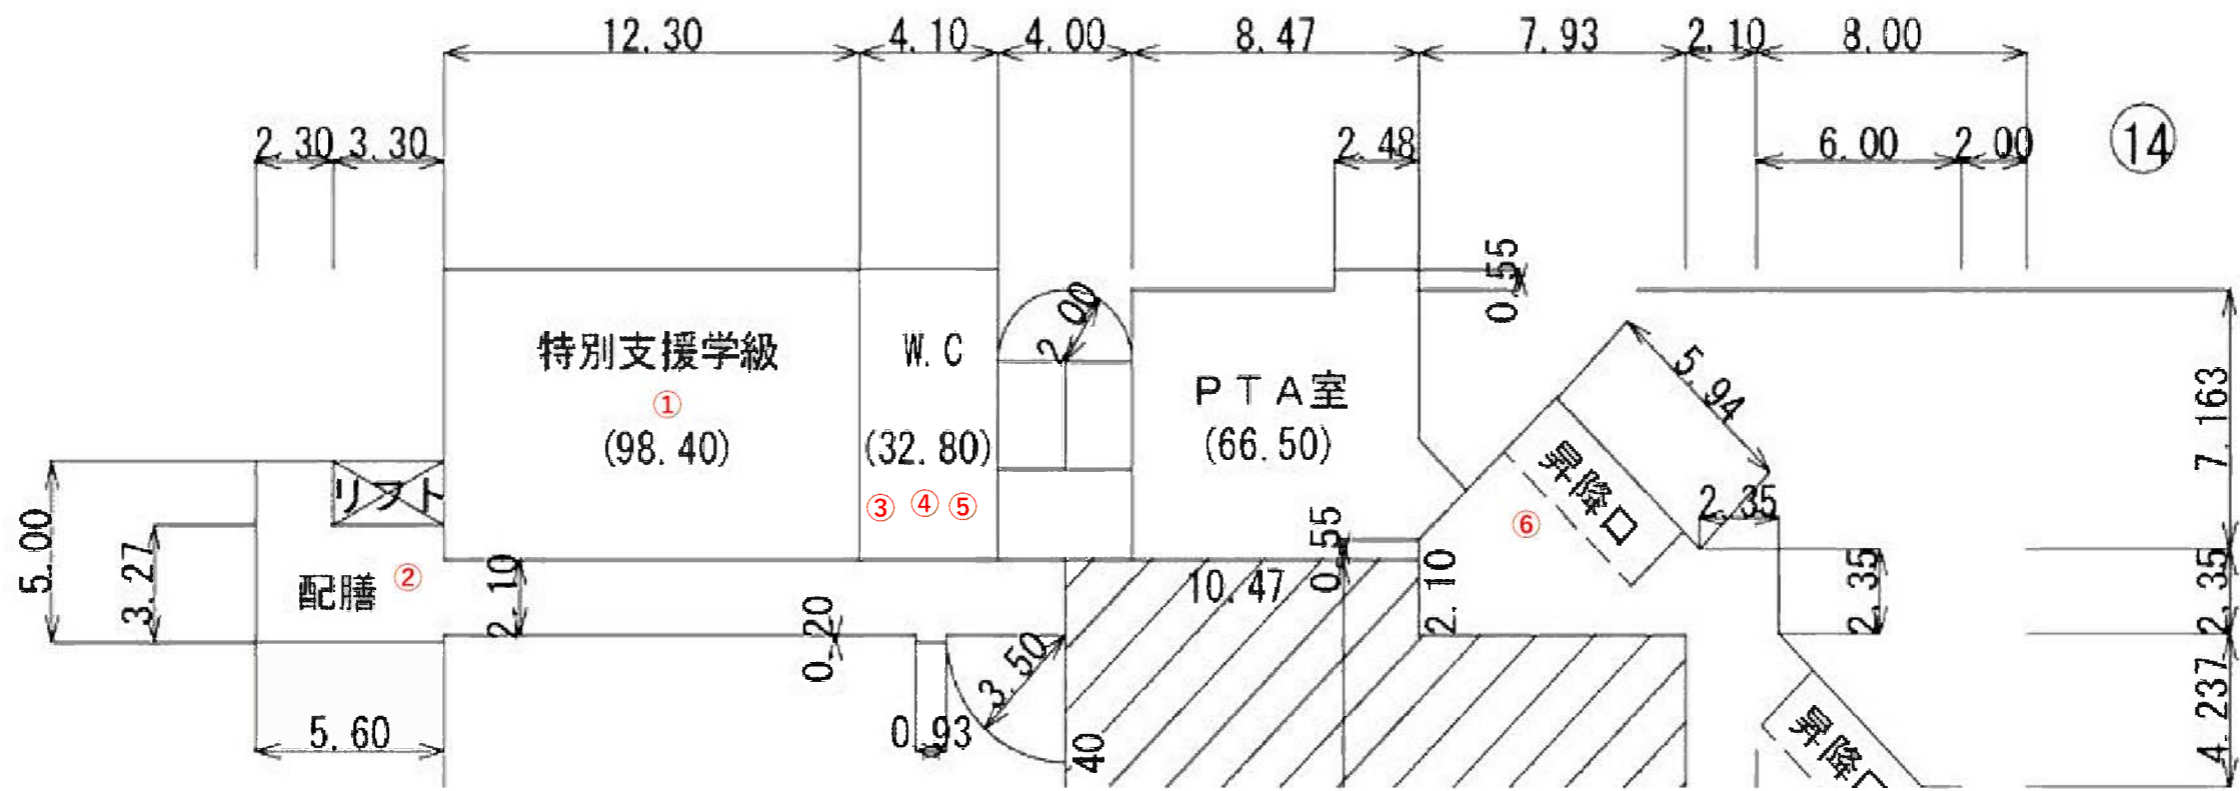 12.30 4.10 4.00 8.47 7.93 2.10 8.00
2.30 3.30 2.48 6.00 2.00 ⑭
0.55
2.00
特別支援学級
①
(98.40)
W.C
(32.80)
③ ④ ⑤
PTA室
(66.50)
5.94
7.163
リフト
昇降口
⑥
2.35
5.00
3.27
配膳 ②
2.10
0.55
10.47
2.10
2.35
2.35
0.20
3.50
5.60
0.93
40
昇降口
4.237